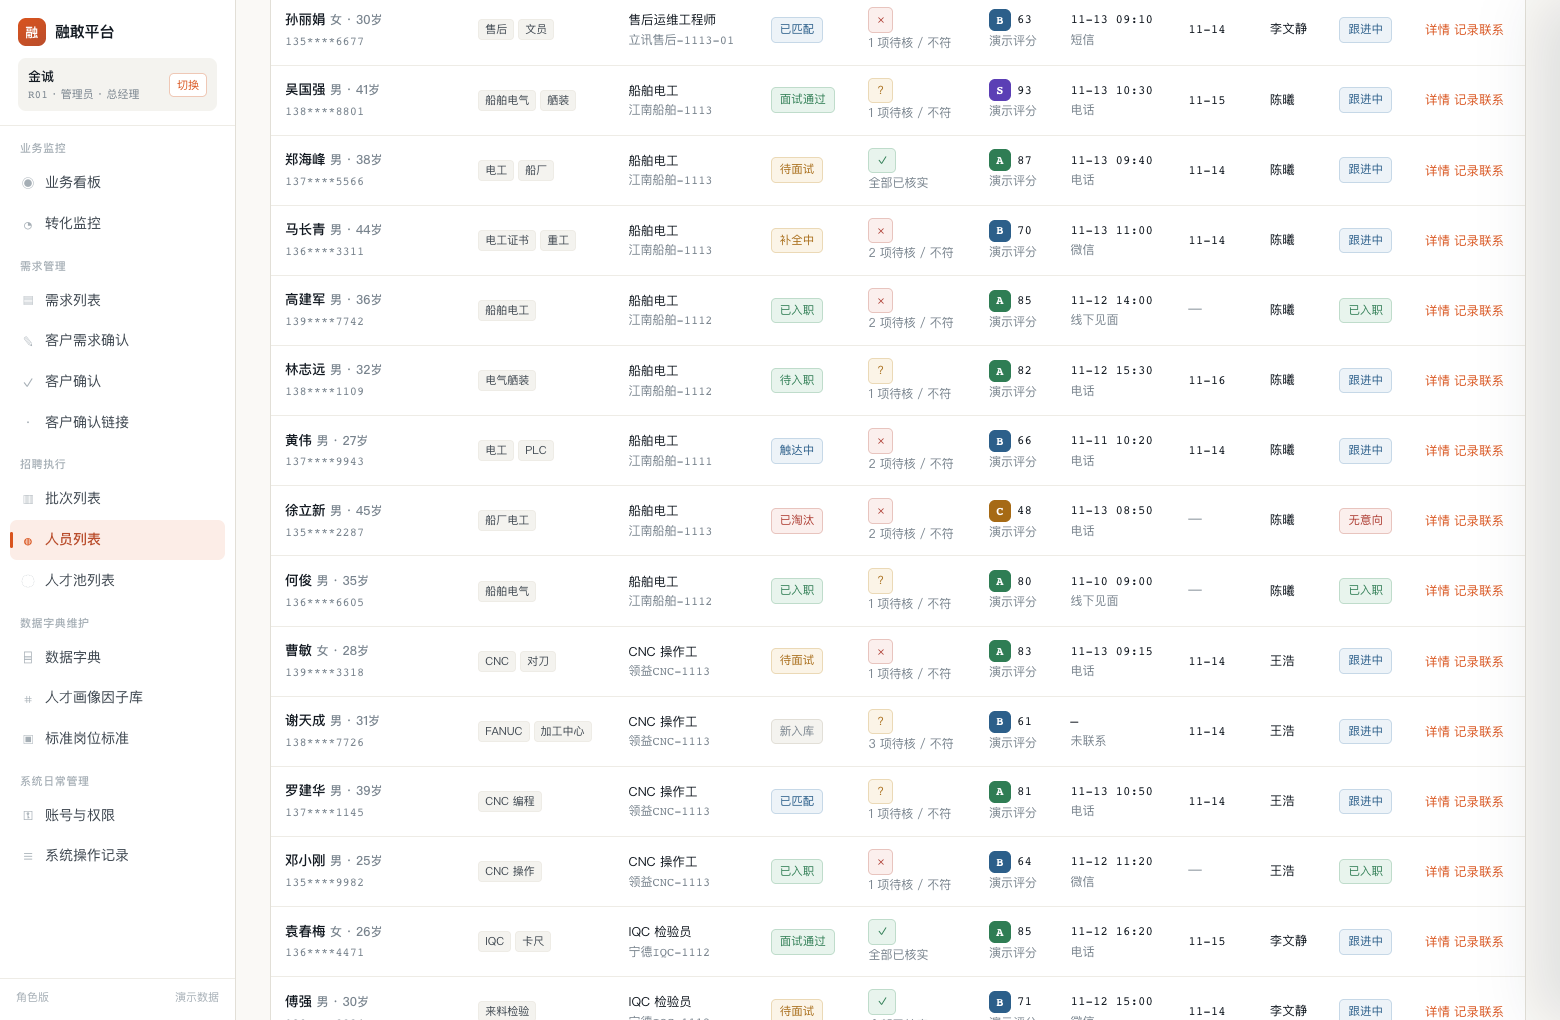 融 融敢平台
金诚
R01 · 管理员 · 总经理
切换
业务监控
业务看板
转化监控
需求管理
需求列表
客户需求确认
客户确认
客户确认链接
招聘执行
批次列表
人员列表
人才池列表
数据字典维护
数据字典
人才画像因子库
标准岗位标准
系统日常管理
账号与权限
系统操作记录
角色版 演示数据
孙丽娟 女 · 30岁 售后 文员 售后运维工程师 已匹配 × B 63 11-13 09:10 11-14 李文静 跟进中 详情 记录联系
135****6677 立讯售后-1113-01 1 项待核 / 不符 演示评分 短信
吴国强 男 · 41岁 船舶电气 舾装 船舶电工 面试通过 ? S 93 11-13 10:30 11-15 陈曦 跟进中 详情 记录联系
138****8801 江南船舶-1113 1 项待核 / 不符 演示评分 电话
郑海峰 男 · 38岁 电工 船厂 船舶电工 待面试 ✓ A 87 11-13 09:40 11-14 陈曦 跟进中 详情 记录联系
137****5566 江南船舶-1113 全部已核实 演示评分 电话
马长青 男 · 44岁 电工证书 重工 船舶电工 补全中 × B 70 11-13 11:00 11-14 陈曦 跟进中 详情 记录联系
136****3311 江南船舶-1113 2 项待核 / 不符 演示评分 微信
高建军 男 · 36岁 船舶电工 船舶电工 已入职 × A 85 11-12 14:00 — 陈曦 已入职 详情 记录联系
139****7742 江南船舶-1112 2 项待核 / 不符 演示评分 线下见面
林志远 男 · 32岁 电气舾装 船舶电工 待入职 ? A 82 11-12 15:30 11-16 陈曦 跟进中 详情 记录联系
138****1109 江南船舶-1112 1 项待核 / 不符 演示评分 电话
黄伟 男 · 27岁 电工 PLC 船舶电工 触达中 × B 66 11-11 10:20 11-14 陈曦 跟进中 详情 记录联系
137****9943 江南船舶-1111 2 项待核 / 不符 演示评分 电话
徐立新 男 · 45岁 船厂电工 船舶电工 已淘汰 × C 48 11-13 08:50 — 陈曦 无意向 详情 记录联系
135****2287 江南船舶-1113 2 项待核 / 不符 演示评分 电话
何俊 男 · 35岁 船舶电气 船舶电工 已入职 ? A 80 11-10 09:00 — 陈曦 已入职 详情 记录联系
136****6605 江南船舶-1112 1 项待核 / 不符 演示评分 线下见面
曹敏 女 · 28岁 CNC 对刀 CNC 操作工 待面试 × A 83 11-13 09:15 11-14 王浩 跟进中 详情 记录联系
139****3318 领益CNC-1113 1 项待核 / 不符 演示评分 电话
谢天成 男 · 31岁 FANUC 加工中心 CNC 操作工 新入库 ? B 61 — 11-14 王浩 跟进中 详情 记录联系
138****7726 领益CNC-1113 3 项待核 / 不符 演示评分 未联系
罗建华 男 · 39岁 CNC 编程 CNC 操作工 已匹配 ? A 81 11-13 10:50 11-14 王浩 跟进中 详情 记录联系
137****1145 领益CNC-1113 1 项待核 / 不符 演示评分 电话
邓小刚 男 · 25岁 CNC 操作 CNC 操作工 已入职 × B 64 11-12 11:20 — 王浩 已入职 详情 记录联系
135****9982 领益CNC-1113 1 项待核 / 不符 演示评分 微信
袁春梅 女 · 26岁 IQC 卡尺 IQC 检验员 面试通过 ✓ A 85 11-12 16:20 11-15 李文静 跟进中 详情 记录联系
136****4471 宁德IQC-1112 全部已核实 演示评分 电话
傅强 男 · 30岁 来料检验 IQC 检验员 待面试 ✓ B 71 11-12 15:00 11-14 李文静 跟进中 详情 记录联系